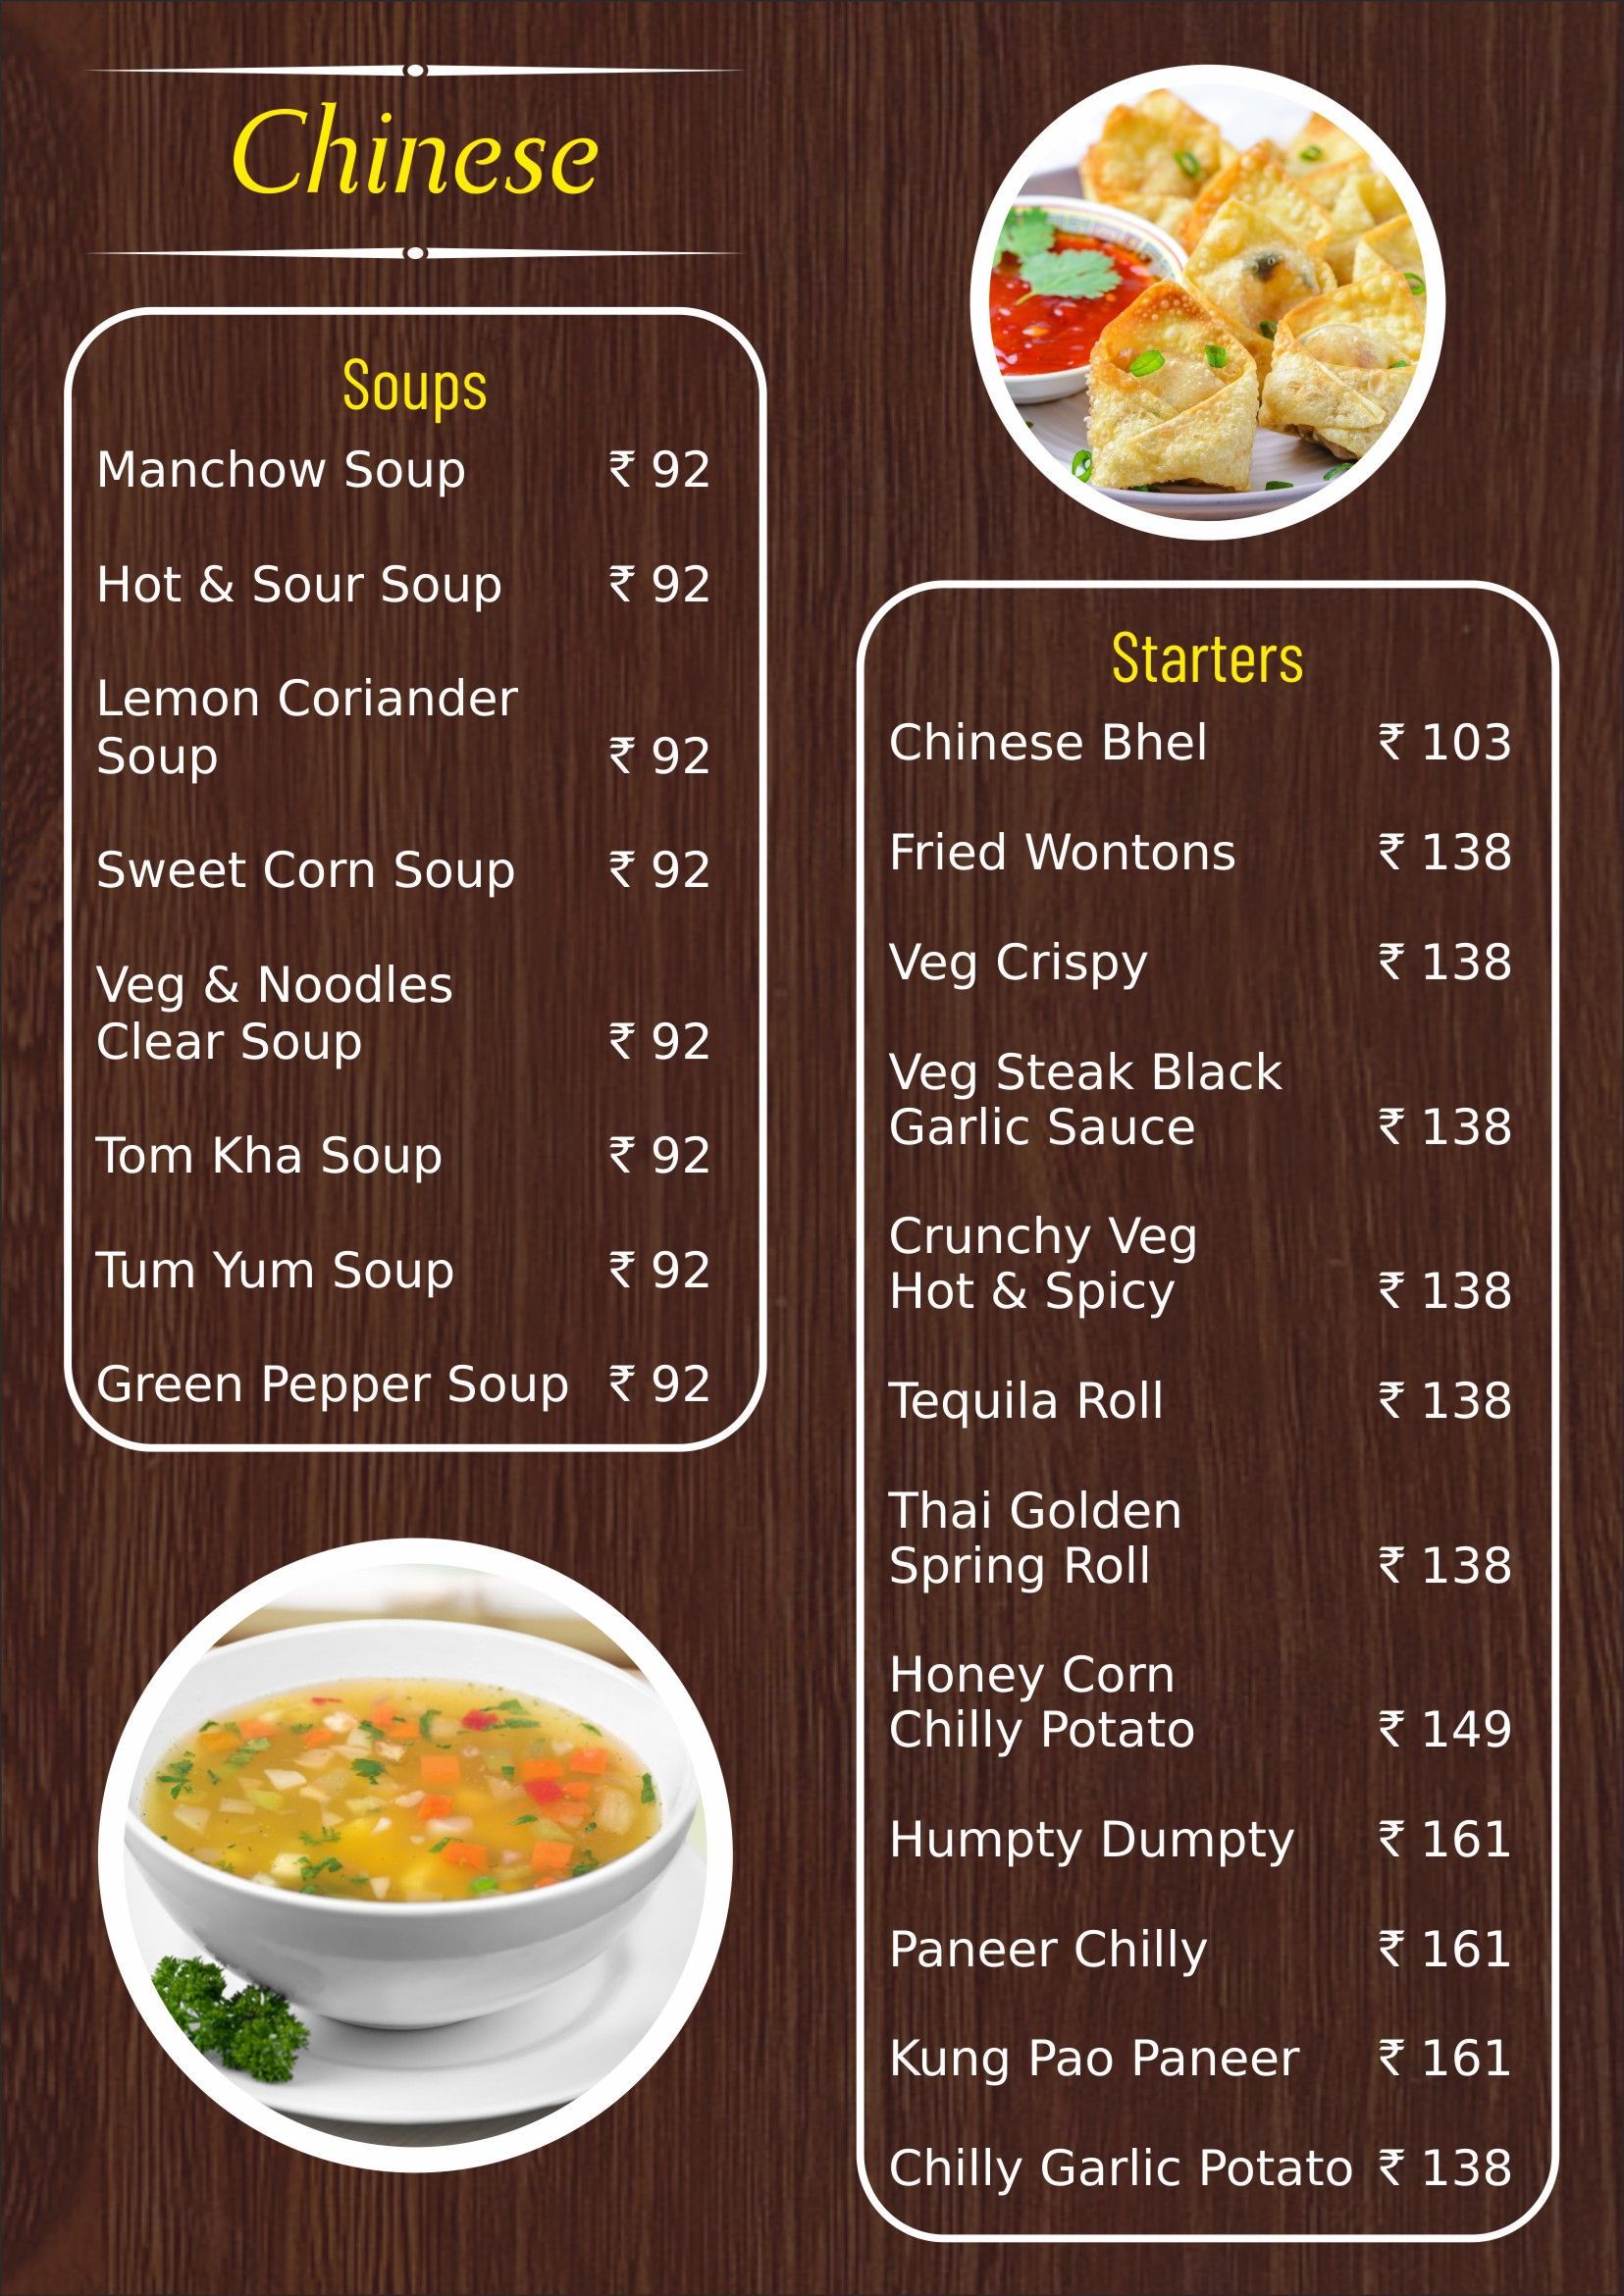 Chinese
Soups
Manchow Soup ₹ 92
Hot & Sour Soup ₹ 92
Lemon Coriander
Soup ₹ 92
Sweet Corn Soup ₹ 92
Veg & Noodles
Clear Soup ₹ 92
Tom Kha Soup ₹ 92
Tum Yum Soup ₹ 92
Green Pepper Soup ₹ 92
Starters
Chinese Bhel ₹ 103
Fried Wontons ₹ 138
Veg Crispy ₹ 138
Veg Steak Black
Garlic Sauce ₹ 138
Crunchy Veg
Hot & Spicy ₹ 138
Tequila Roll ₹ 138
Thai Golden
Spring Roll ₹ 138
Honey Corn
Chilly Potato ₹ 149
Humpty Dumpty ₹ 161
Paneer Chilly ₹ 161
Kung Pao Paneer ₹ 161
Chilly Garlic Potato ₹ 138